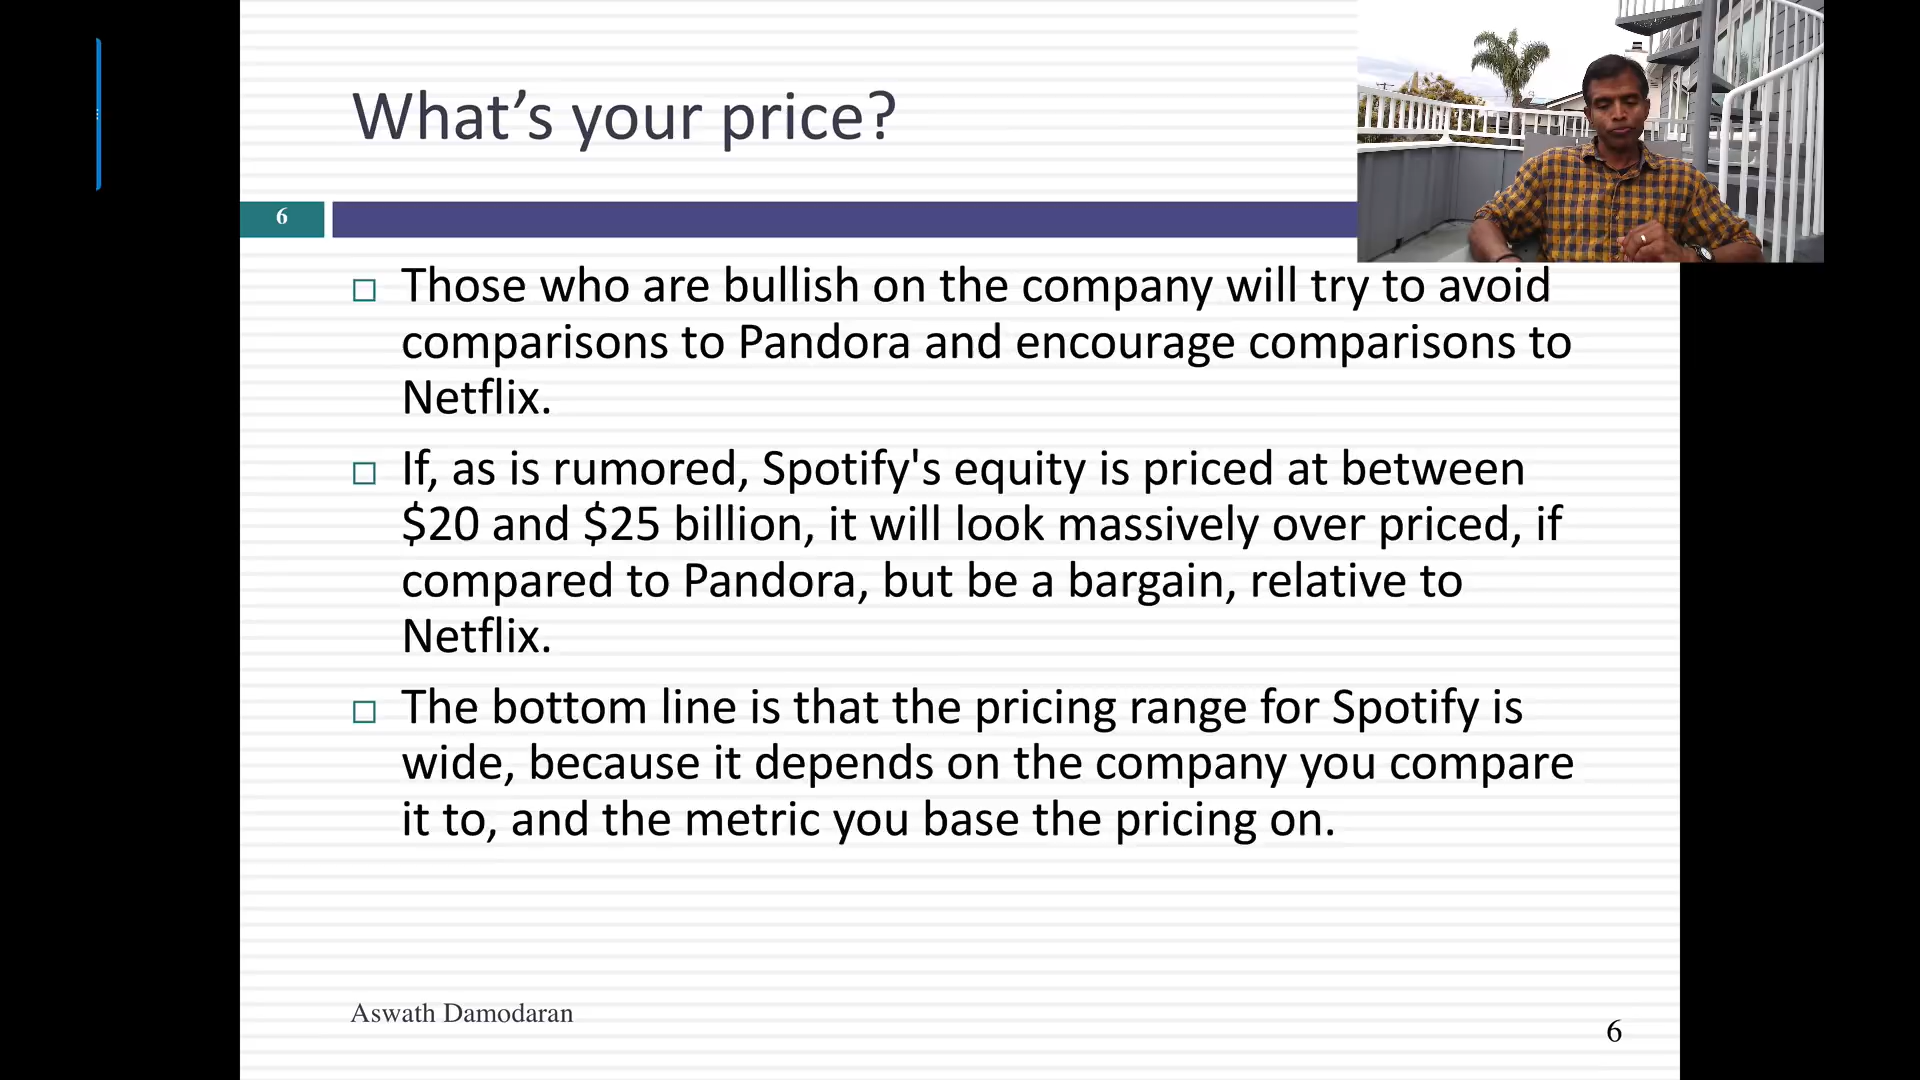 What’s your price?
6
Those who are bullish on the company will try to avoid
comparisons to Pandora and encourage comparisons to
Netflix.
If, as is rumored, Spotify's equity is priced at between
$20 and $25 billion, it will look massively over priced, if
compared to Pandora, but be a bargain, relative to
Netflix.
The bottom line is that the pricing range for Spotify is
wide, because it depends on the company you compare
it to, and the metric you base the pricing on.
Aswath Damodaran
6